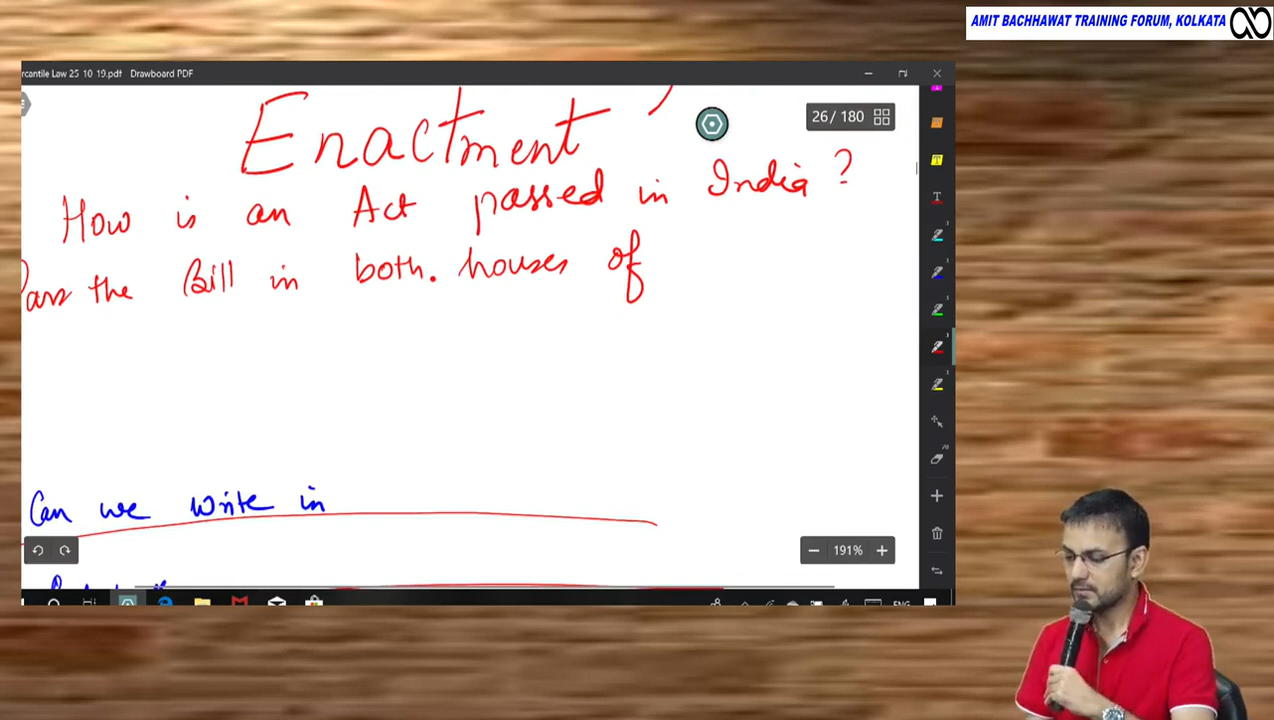 AMIT BACHHAWAT TRAINING FORUM, KOLKATA
rcantile Law 25 10 19.pdf Drawboard PDF
26 / 180
Enactment
How is an Act passed in India ?
Pass the Bill in both. houses of
Can we write in
191%
ENG